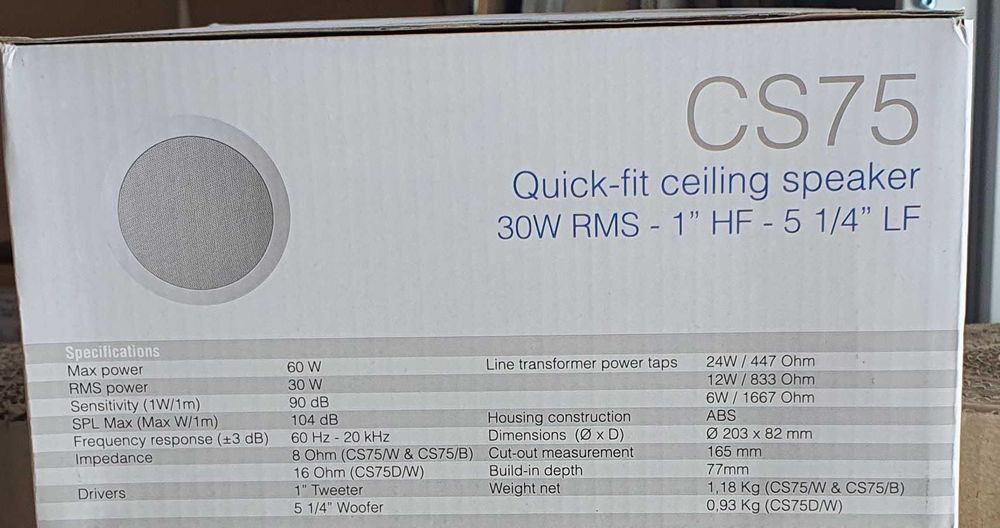 CS75
Quick-fit ceiling speaker
30W RMS - 1” HF - 5 1/4” LF
Specifications
Max power 60 W
RMS power 30 W
Sensitivity (1W/1m) 90 dB
SPL Max (Max W/1m) 104 dB
Frequency response (±3 dB) 60 Hz - 20 kHz
Impedance 8 Ohm (CS75/W & CS75/B)
16 Ohm (CS75D/W)
Drivers 1" Tweeter
5 1/4" Woofer
Line transformer power taps 24W / 447 Ohm
12W / 833 Ohm
6W / 1667 Ohm
Housing construction ABS
Dimensions (Ø x D) Ø 203 x 82 mm
Cut-out measurement 165 mm
Build-in depth 77mm
Weight net 1,18 Kg (CS75/W & CS75/B)
0,93 Kg (CS75D/W)